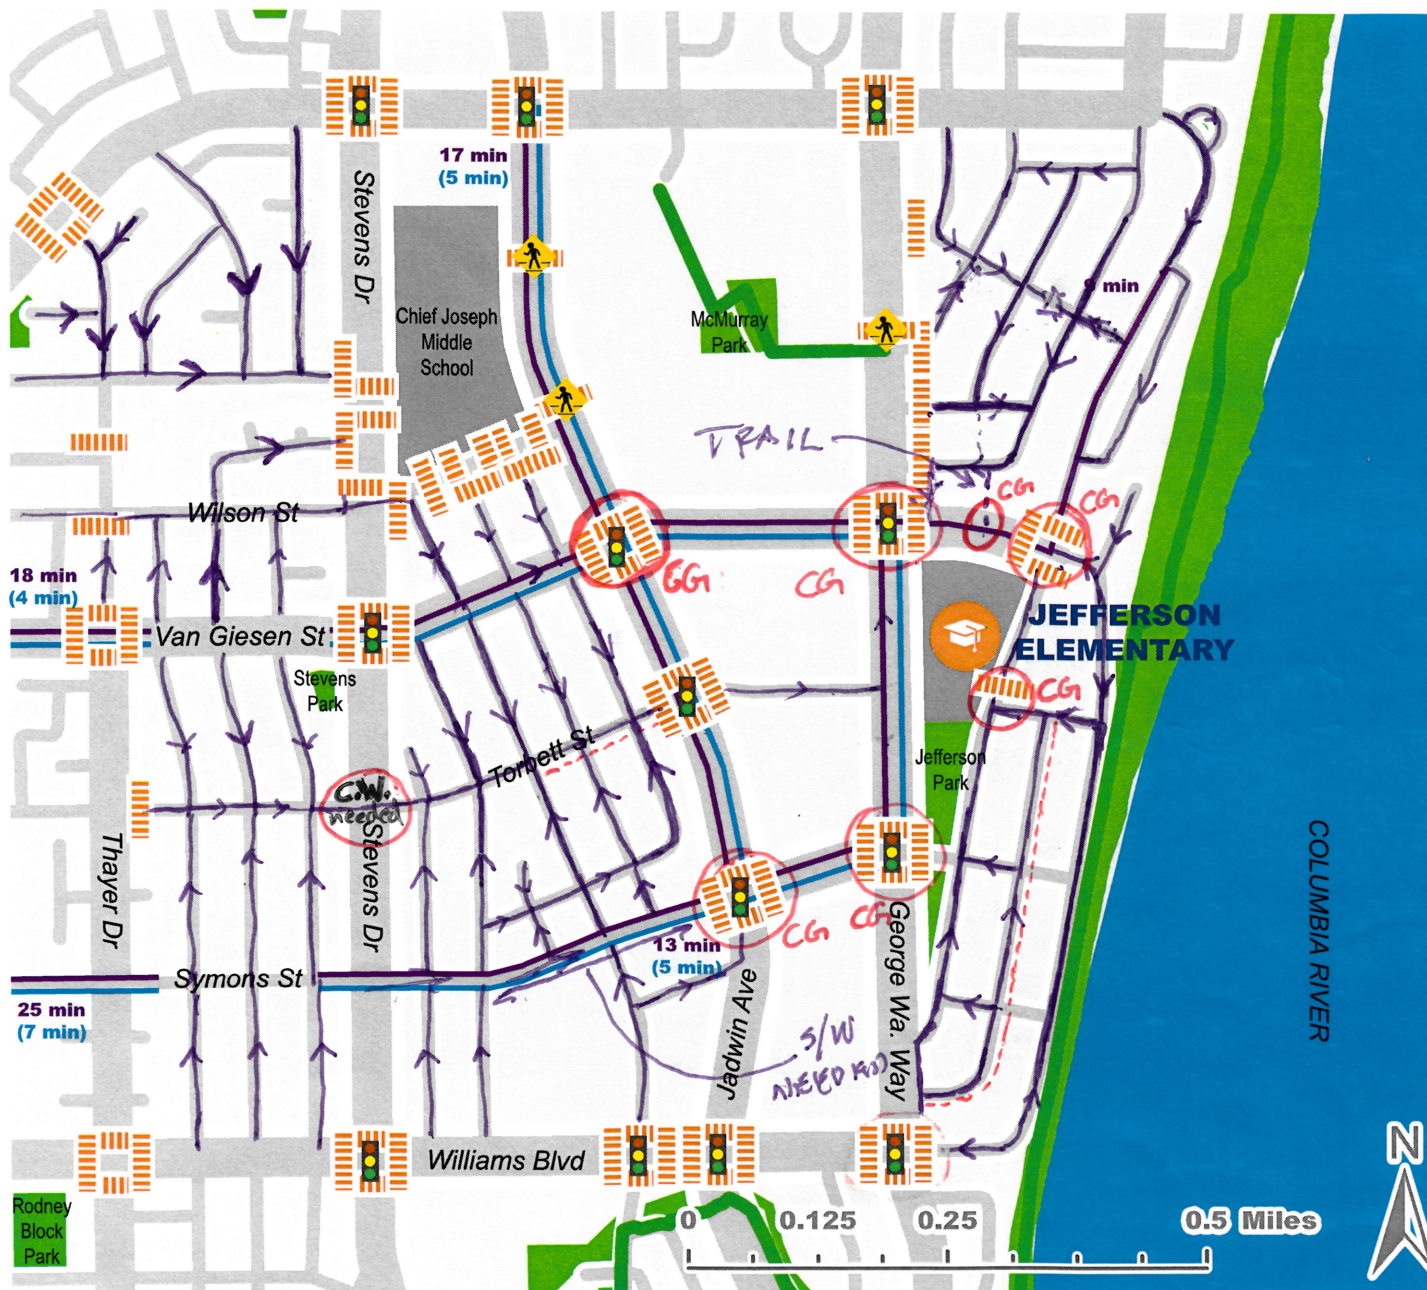 17 min
(5 min)
Stevens Dr
Chief Joseph
Middle
School
McMurray
Park
9 min
TRAIL
Wilson St
CG
CG
18 min
(4 min)
Van Giesen St
CG
CG
JEFFERSON
ELEMENTARY
Stevens
Park
CG
Torbett St
Jefferson
Park
C.W.
needed
Thayer Dr
Stevens Dr
COLUMBIA RIVER
CG
CG
George Wa. Way
13 min
(5 min)
Symons St
25 min
(7 min)
Jadwin Ave
S/W
NEEDED
Williams Blvd
N
Rodney
Block
Park
0 0.125 0.25 0.5 Miles